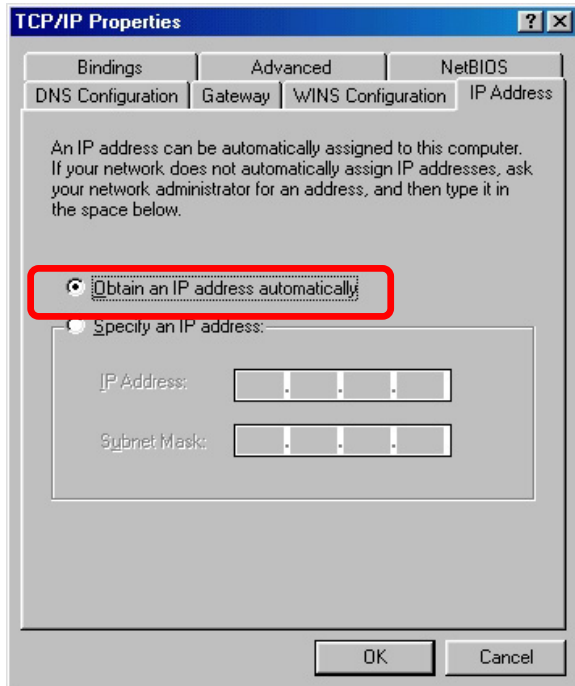 TCP/IP Properties
Bindings
Advanced
NetBIOS
DNS Configuration
Gateway
WINS Configuration
IP Address
An IP address can be automatically assigned to this computer.
If your network does not automatically assign IP addresses, ask
your network administrator for an address, and then type it in
the space below.
Obtain an IP address automatically
Specify an IP address:
IP Address:
Subnet Mask:
OK
Cancel